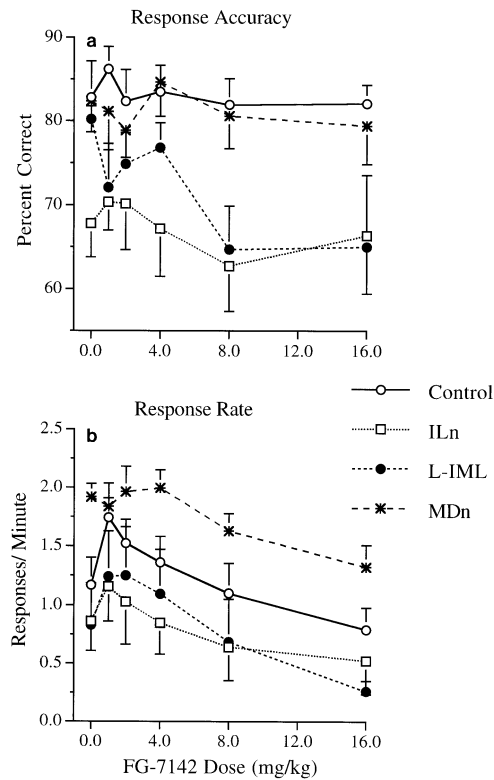 Response Accuracy
a
90
80
70
60
Percent Correct
0.0 4.0 8.0 12.0 16.0
Control
ILn
L-IML
MDn
Response Rate
b
2.5
2.0
1.5
1.0
0.5
0.0
Responses/ Minute
0.0 4.0 8.0 12.0 16.0
FG-7142 Dose (mg/kg)